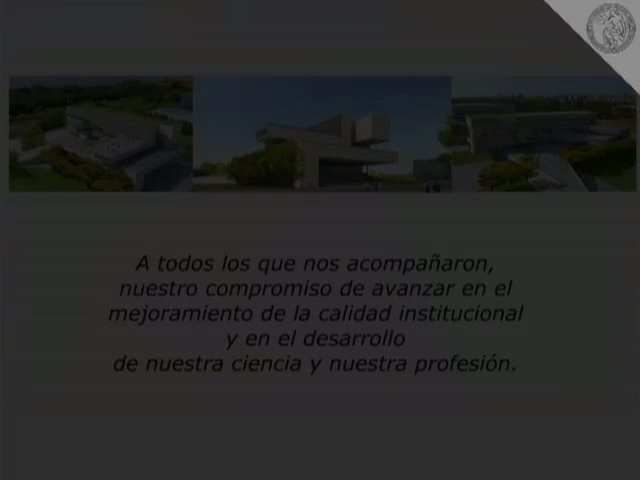 A todos los que nos acompañaron,
nuestro compromiso de avanzar en el
mejoramiento de la calidad institucional
y en el desarrollo
de nuestra ciencia y nuestra profesión.